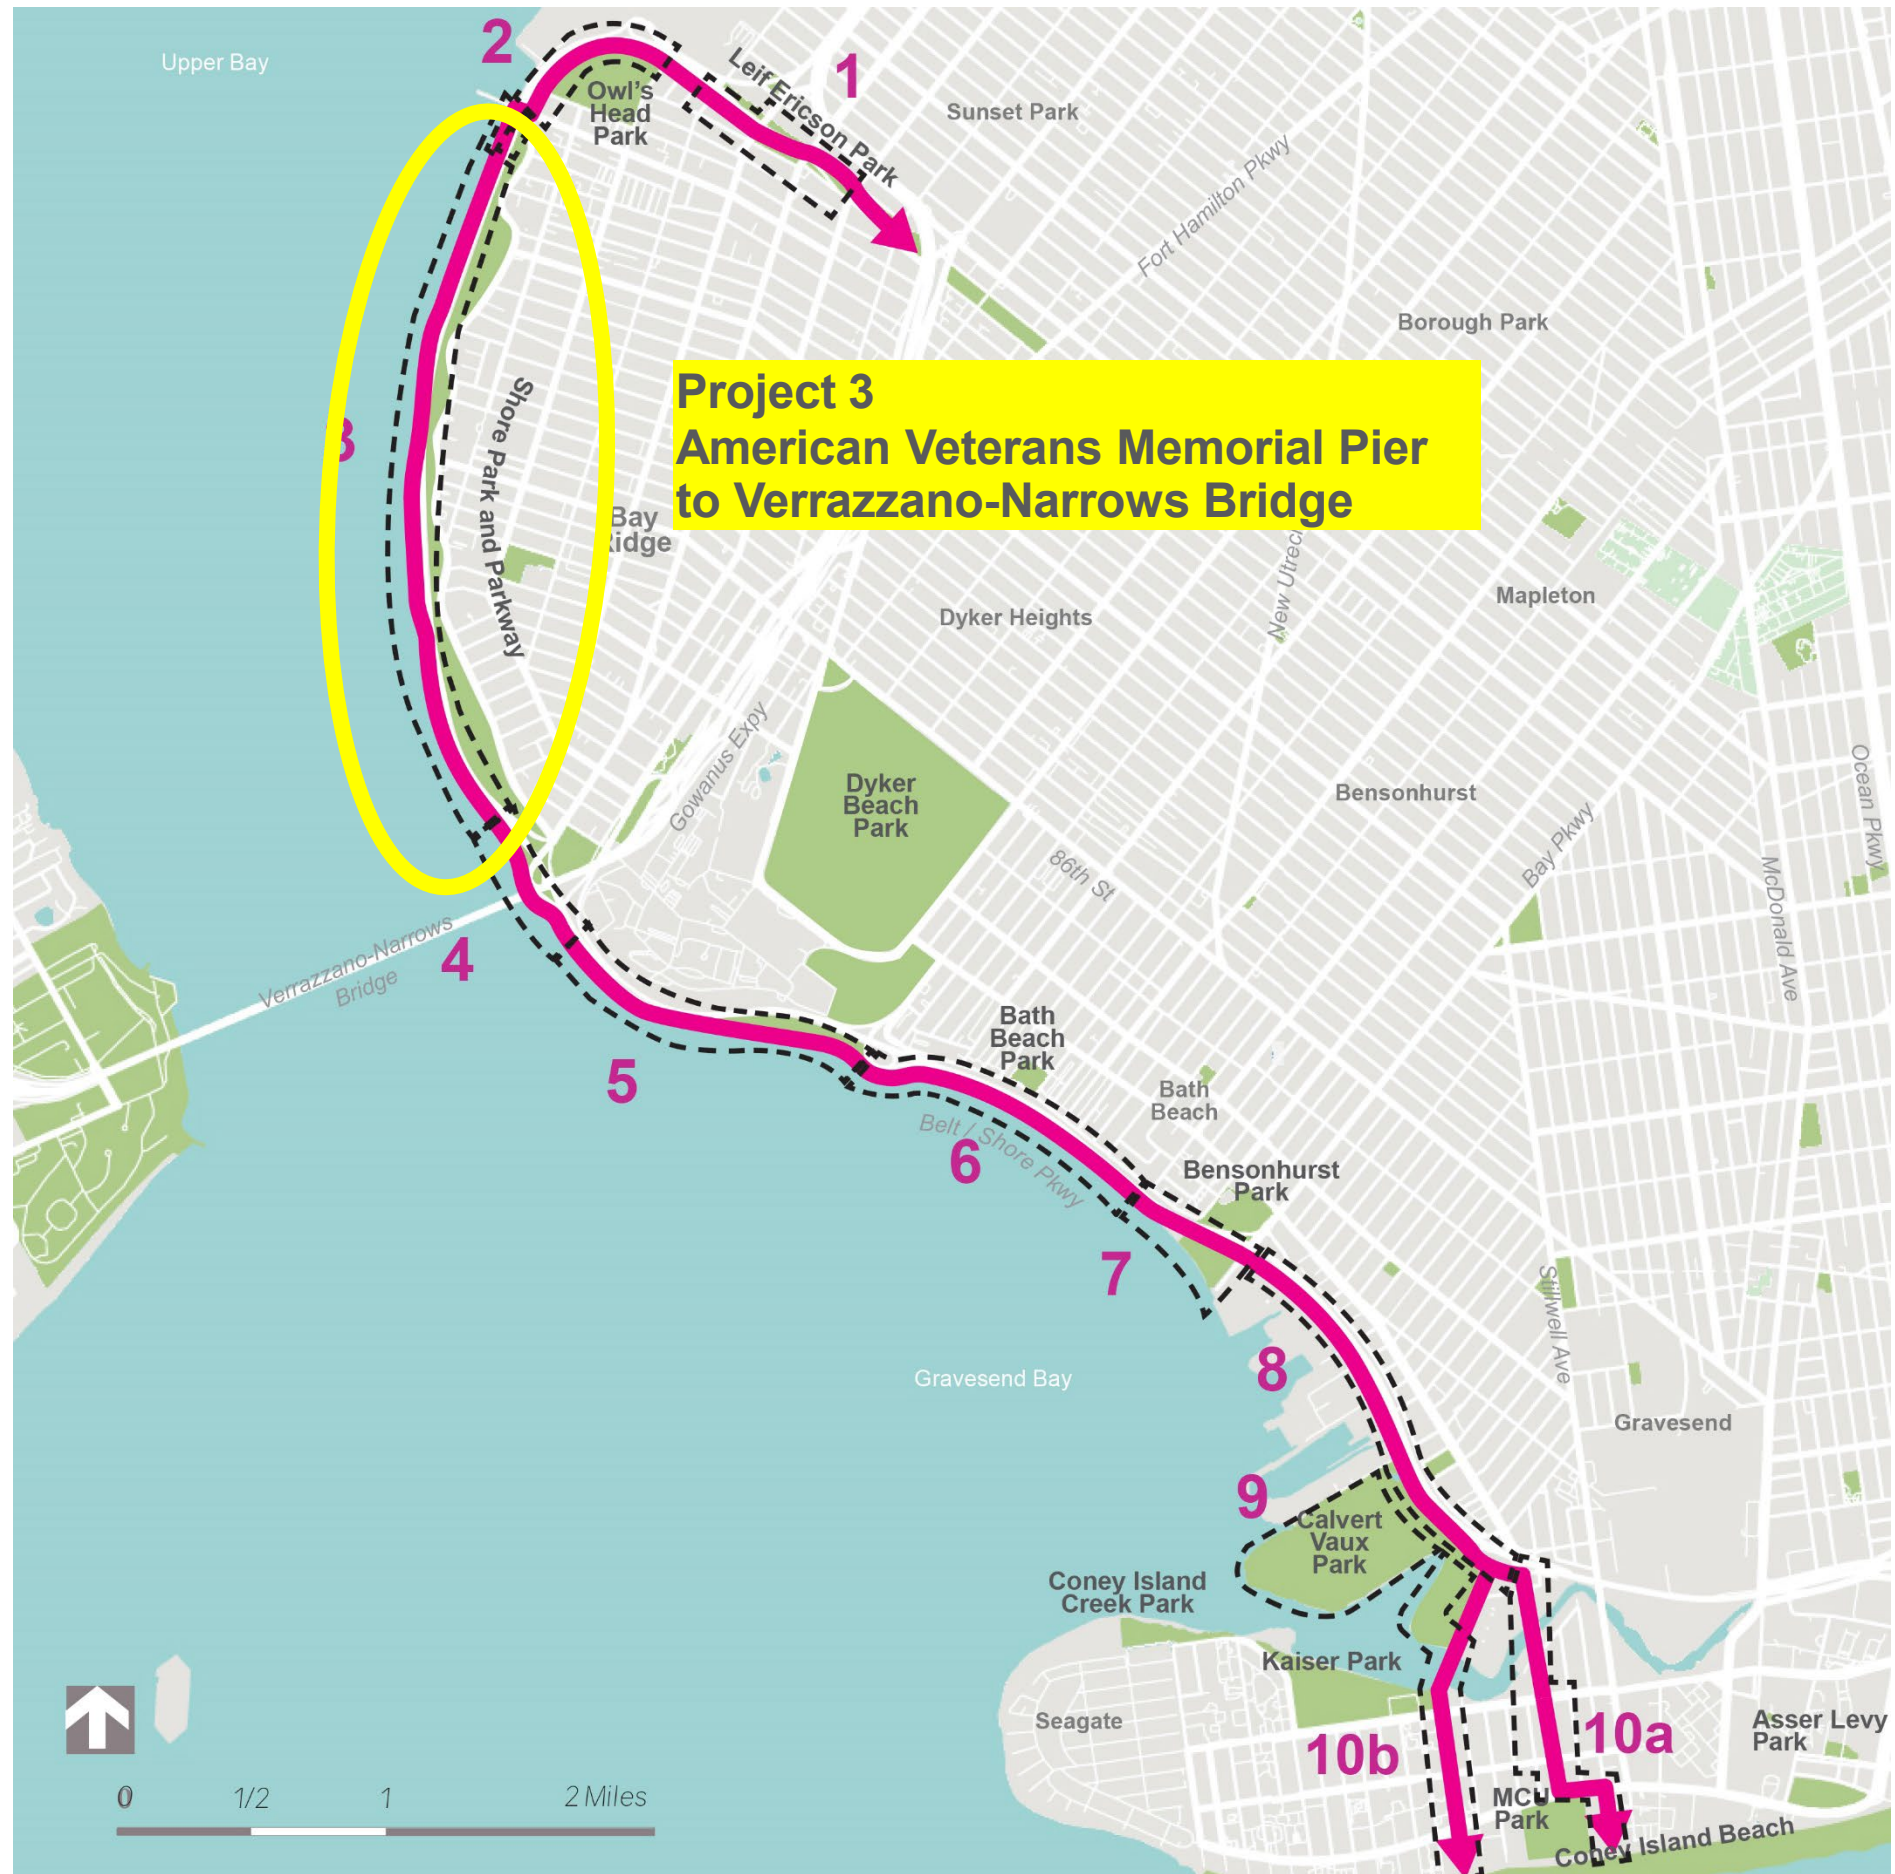 Upper Bay
2
1
Leif Ericson Park
Owl's
Head
Park
Sunset Park
Fort Hamilton Pkwy
Borough Park
Project 3
American Veterans Memorial Pier
to Verrazzano-Narrows Bridge
3
Shore Park and Parkway
Bay
Ridge
New Utrec
Mapleton
Dyker Heights
Gowanus Expy
Dyker
Beach
Park
Bensonhurst
Ocean Pkwy
86th St
Bay Pkwy
McDonald Ave
Verrazzano-Narrows
Bridge
4
5
Bath
Beach
Park
Bath
Beach
Belt / Shore Pkwy
6
Bensonhurst
Park
7
Stillwell Ave
8
Gravesend Bay
Gravesend
9
Calvert
Vaux
Park
Coney Island
Creek Park
Kaiser Park
Seagate
10b
10a
Asser Levy
Park
MCU
Park
Coney Island Beach
0 1/2 1 2 Miles